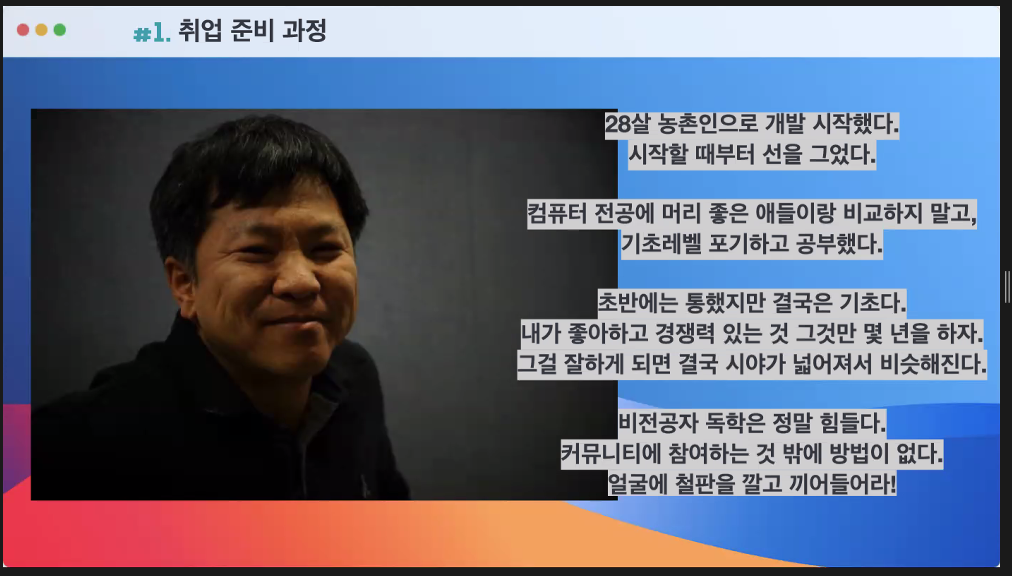 #1. 취업 준비 과정
28살 농촌인으로 개발 시작했다.
시작할 때부터 선을 그었다.
컴퓨터 전공에 머리 좋은 애들이랑 비교하지 말고,
기초레벨 포기하고 공부했다.
초반에는 통했지만 결국은 기초다.
내가 좋아하고 경쟁력 있는 것 그것만 몇 년을 하자.
그걸 잘하게 되면 결국 시야가 넓어져서 비슷해진다.
비전공자 독학은 정말 힘들다.
커뮤니티에 참여하는 것 밖에 방법이 없다.
얼굴에 철판을 깔고 끼어들어라!